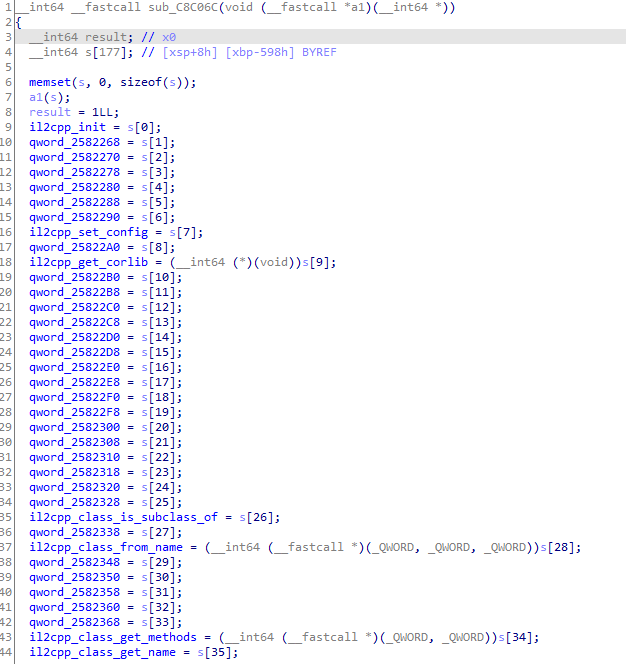 1 __int64 __fastcall sub_C8C06C(void (__fastcall *a1)(__int64 *))
2 {
3 __int64 result; // x0
4 __int64 s[177]; // [xsp+8h] [xbp-598h] BYREF
5
6 memset(s, 0, sizeof(s));
7 a1(s);
8 result = 1LL;
9 il2cpp_init = s[0];
10 qword_2582268 = s[1];
11 qword_2582270 = s[2];
12 qword_2582278 = s[3];
13 qword_2582280 = s[4];
14 qword_2582288 = s[5];
15 qword_2582290 = s[6];
16 il2cpp_set_config = s[7];
17 qword_25822A0 = s[8];
18 il2cpp_get_corlib = (__int64 (*)(void))s[9];
19 qword_25822B0 = s[10];
20 qword_25822B8 = s[11];
21 qword_25822C0 = s[12];
22 qword_25822C8 = s[13];
23 qword_25822D0 = s[14];
24 qword_25822D8 = s[15];
25 qword_25822E0 = s[16];
26 qword_25822E8 = s[17];
27 qword_25822F0 = s[18];
28 qword_25822F8 = s[19];
29 qword_2582300 = s[20];
30 qword_2582308 = s[21];
31 qword_2582310 = s[22];
32 qword_2582318 = s[23];
33 qword_2582320 = s[24];
34 qword_2582328 = s[25];
35 il2cpp_class_is_subclass_of = s[26];
36 qword_2582338 = s[27];
37 il2cpp_class_from_name = (__int64 (__fastcall *)(_QWORD, _QWORD, _QWORD))s[28];
38 qword_2582348 = s[29];
39 qword_2582350 = s[30];
40 qword_2582358 = s[31];
41 qword_2582360 = s[32];
42 qword_2582368 = s[33];
43 il2cpp_class_get_methods = (__int64 (__fastcall *)(_QWORD, _QWORD))s[34];
44 il2cpp_class_get_name = s[35];